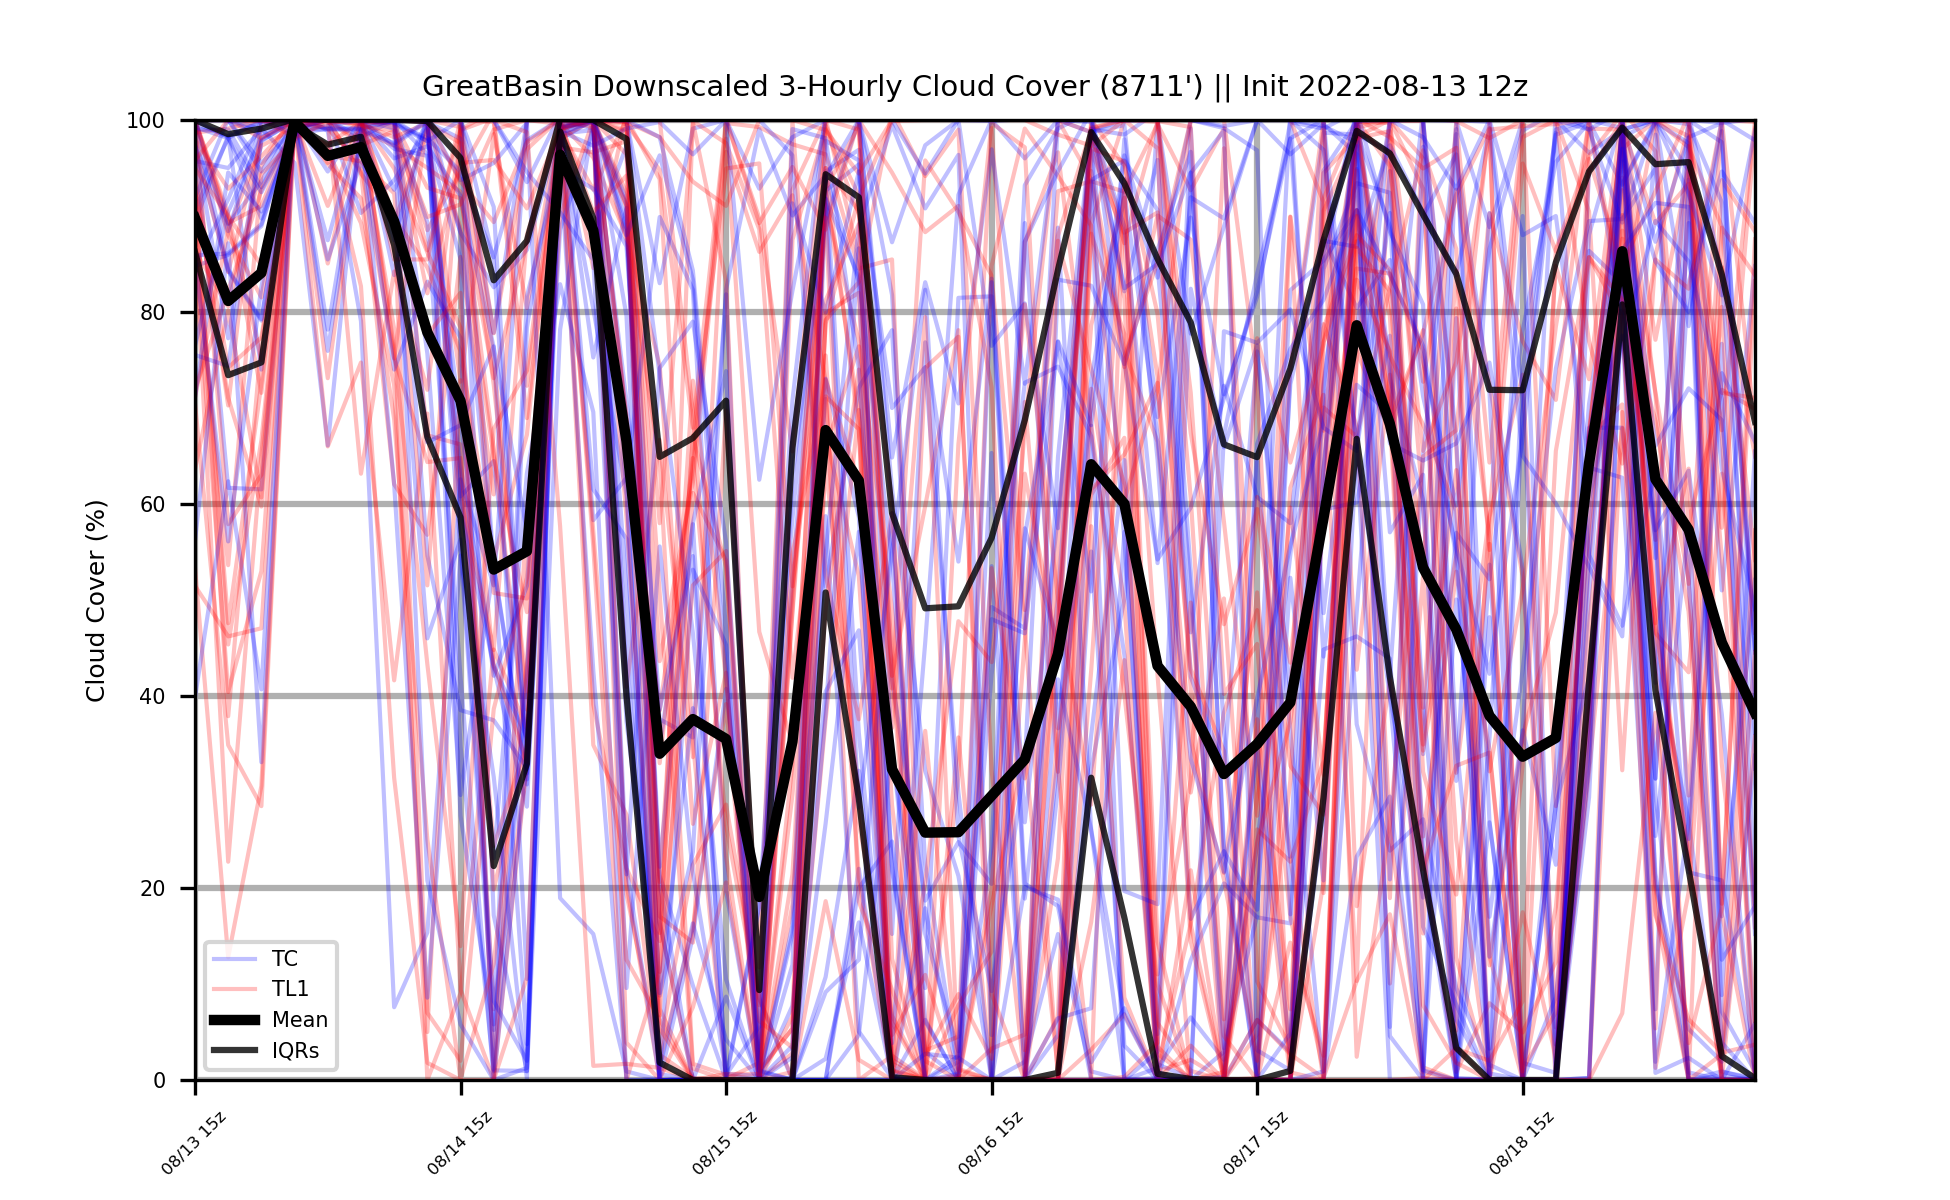 GreatBasin Downscaled 3-Hourly Cloud Cover (8711') || Init 2022-08-13 12z
Cloud Cover (%)
100
80
60
40
20
0
TC
TL1
Mean
IQRs
08/13 15z
08/14 15z
08/15 15z
08/16 15z
08/17 15z
08/18 15z